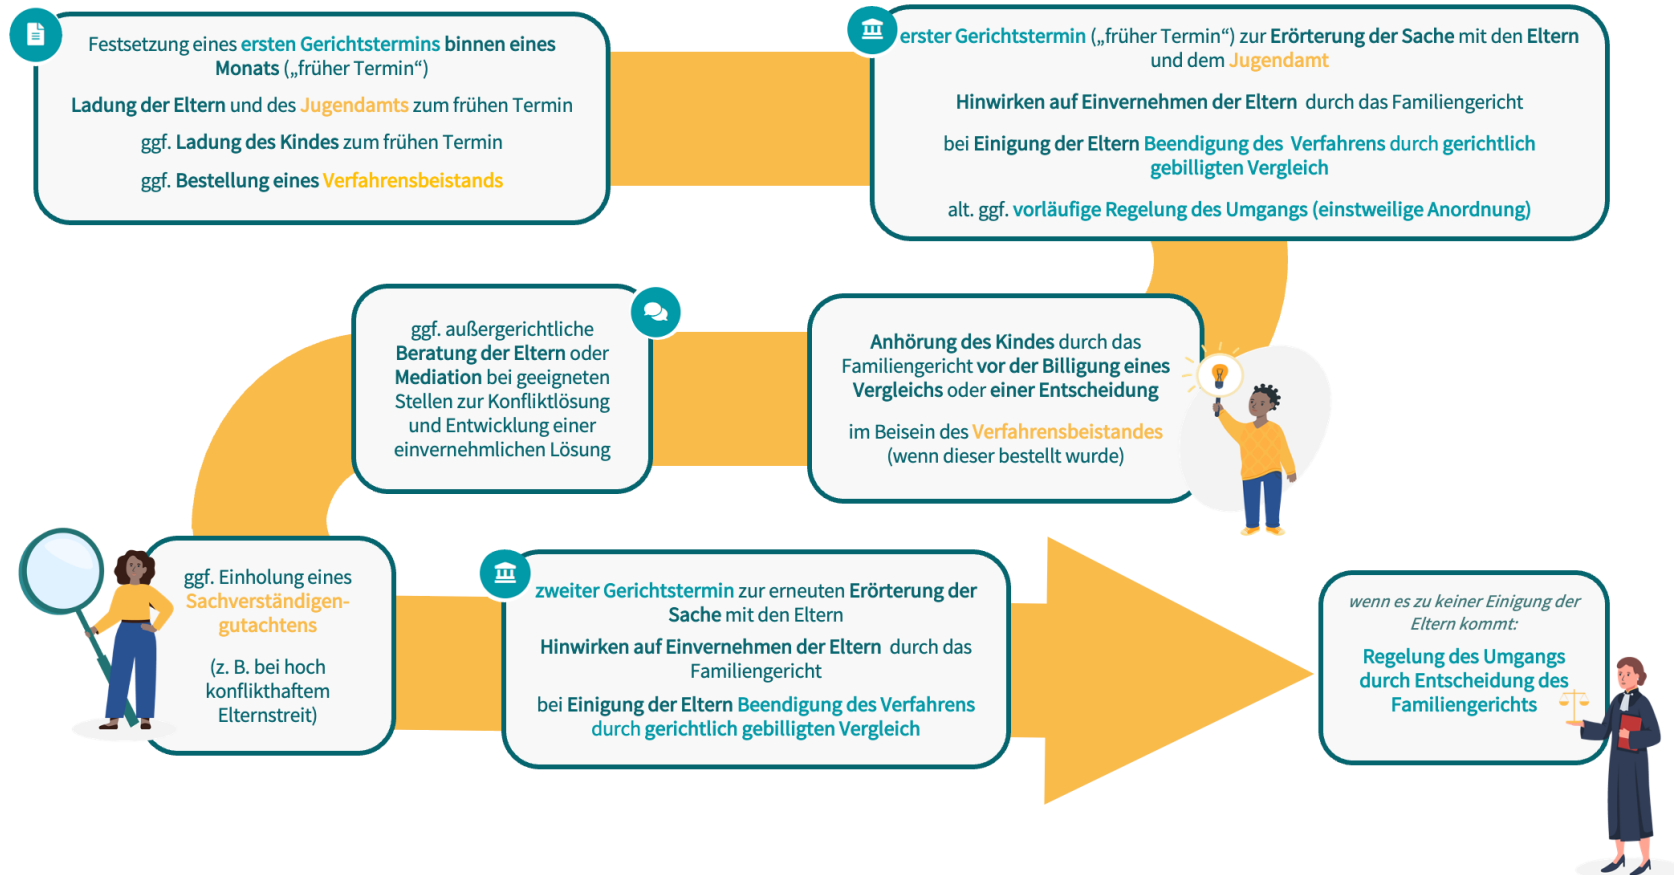 Festsetzung eines ersten Gerichtstermins binnen eines
Monats („früher Termin“)
Ladung der Eltern und des Jugendamts zum frühen Termin
ggf. Ladung des Kindes zum frühen Termin
ggf. Bestellung eines Verfahrensbeistands
erster Gerichtstermin („früher Termin“) zur Erörterung der Sache mit den Eltern
und dem Jugendamt
Hinwirken auf Einvernehmen der Eltern durch das Familiengericht
bei Einigung der Eltern Beendigung des Verfahrens durch gerichtlich
gebilligten Vergleich
alt. ggf. vorläufige Regelung des Umgangs (einstweilige Anordnung)
Anhörung des Kindes durch das
Familiengericht vor der Billigung eines
Vergleichs oder einer Entscheidung
im Beisein des Verfahrensbeistandes
(wenn dieser bestellt wurde)
ggf. außergerichtliche
Beratung der Eltern oder
Mediation bei geeigneten
Stellen zur Konfliktlösung
und Entwicklung einer
einvernehmlichen Lösung
ggf. Einholung eines
Sachverständigen-
gutachtens
(z. B. bei hoch
konflikthaftem
Elternstreit)
zweiter Gerichtstermin zur erneuten Erörterung der
Sache mit den Eltern
Hinwirken auf Einvernehmen der Eltern durch das
Familiengericht
bei Einigung der Eltern Beendigung des Verfahrens
durch gerichtlich gebilligten Vergleich
wenn es zu keiner Einigung der
Eltern kommt:
Regelung des Umgangs
durch Entscheidung des
Familiengerichts